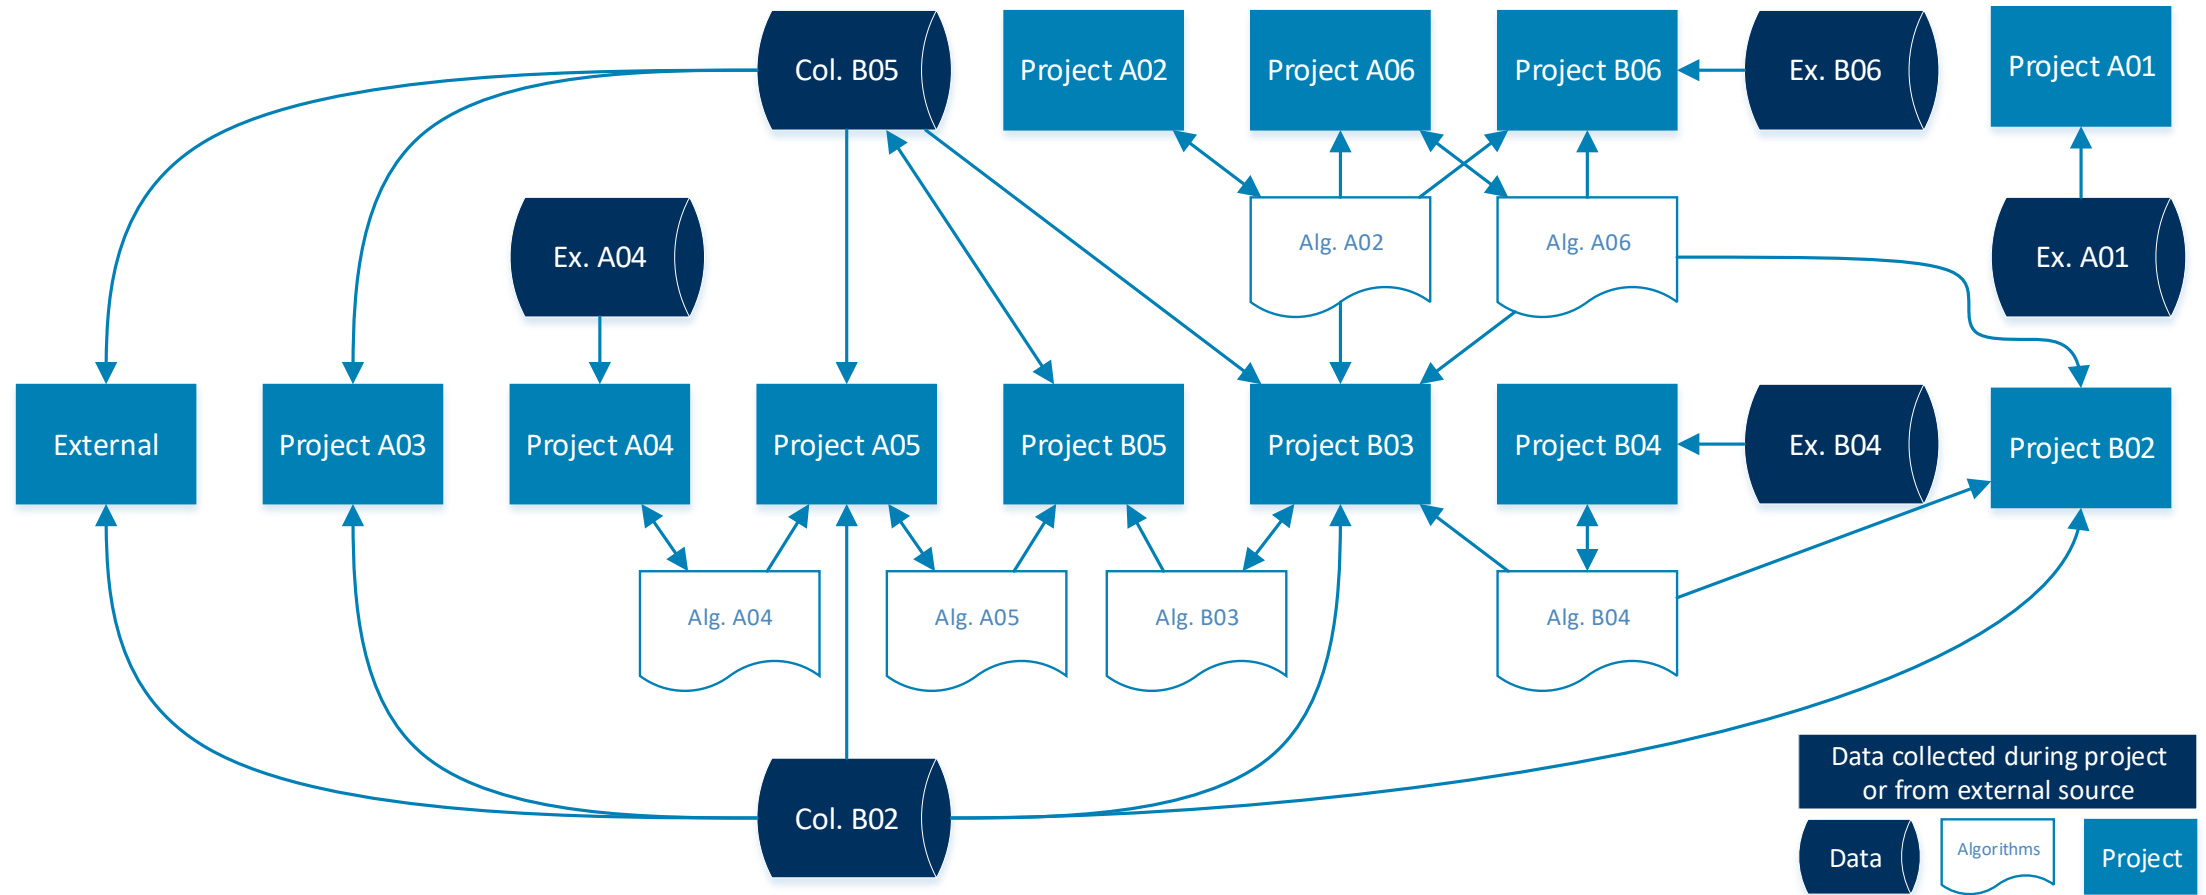 Col. B05
Project A02
Project A06
Project B06
Ex. B06
Project A01
Ex. A04
Alg. A02
Alg. A06
Ex. A01
External
Project A03
Project A04
Project A05
Project B05
Project B03
Project B04
Ex. B04
Project B02
Alg. A04
Alg. A05
Alg. B03
Alg. B04
Col. B02
Data collected during project
or from external source
Data
Algorithms
Project